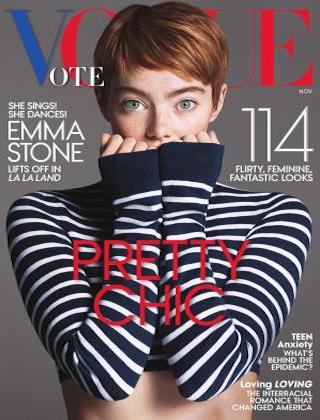 VOGUE
VOTE
NOV
SHE SINGS!
SHE DANCES!
EMMA
STONE
LIFTS OFF IN
LA LA LAND
114
FLIRTY, FEMININE,
FANTASTIC LOOKS
PRETTY
CHIC
TEEN
Anxiety
WHAT'S
BEHIND THE
EPIDEMIC?
Loving LOVING
THE INTERRACIAL
ROMANCE THAT
CHANGED AMERICA